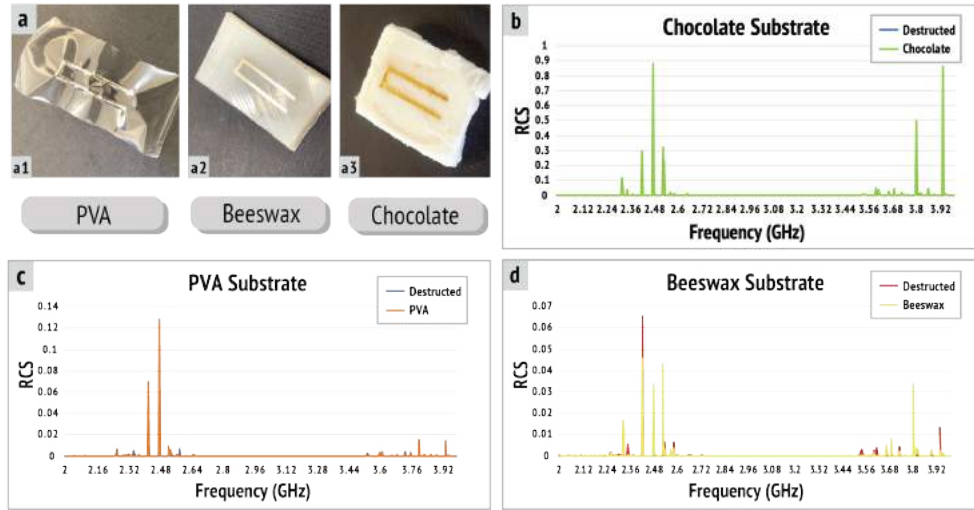 a
a1
a2
a3
PVA
Beeswax
Chocolate
b
Chocolate Substrate
Destructed
Chocolate
RCS
1
0.9
0.8
0.7
0.6
0.5
0.4
0.3
0.2
0.1
0
2 2.12 2.24 2.36 2.48 2.6 2.72 2.84 2.96 3.08 3.2 3.32 3.44 3.56 3.68 3.8 3.92
Frequency (GHz)
c
PVA Substrate
Destructed
PVA
RCS
0.14
0.12
0.1
0.08
0.06
0.04
0.02
0
2 2.16 2.32 2.48 2.64 2.8 2.96 3.12 3.28 3.44 3.6 3.76 3.92
Frequency (GHz)
d
Beeswax Substrate
Destructed
Beeswax
RCS
0.07
0.06
0.05
0.04
0.03
0.02
0.01
0
2 2.12 2.24 2.36 2.48 2.6 2.72 2.84 2.96 3.08 3.2 3.32 3.44 3.56 3.68 3.8 3.92
Frequency (GHz)